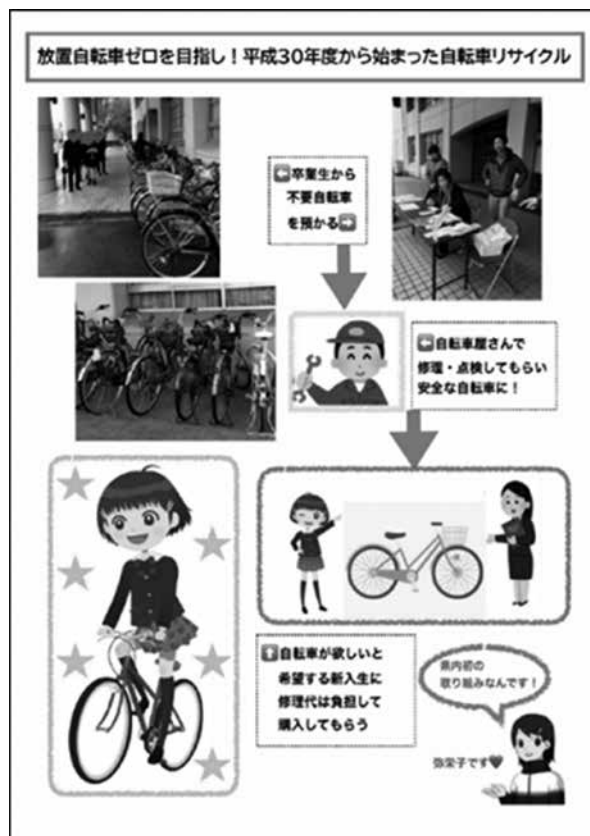 放置自転車ゼロを目指し！平成30年度から始まった自転車リサイクル
⬅卒業生から
不要自転車
を預かる➡
⬅自転車屋さんで
修理・点検してもらい
安全な自転車に！
⬆自転車が欲しいと
希望する新入生に
修理代は負担して
購入してもらう
県内初の
取り組みなんです！
弥栄子です♥